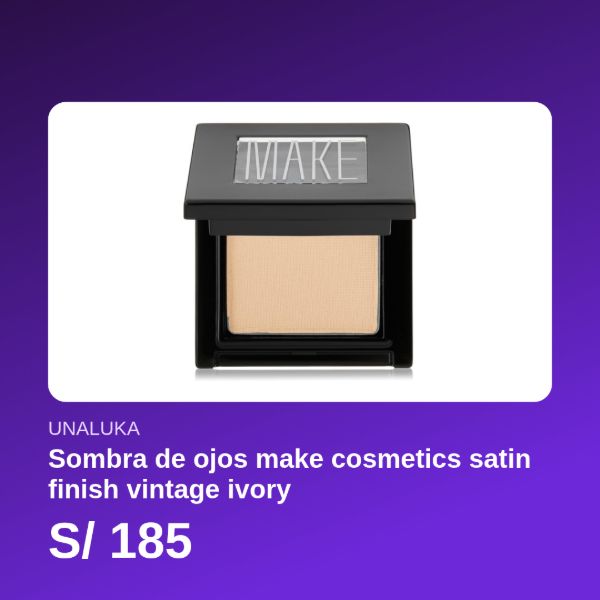 MAKE
UNALUKA
Sombra de ojos make cosmetics satin
finish vintage ivory
S/ 185